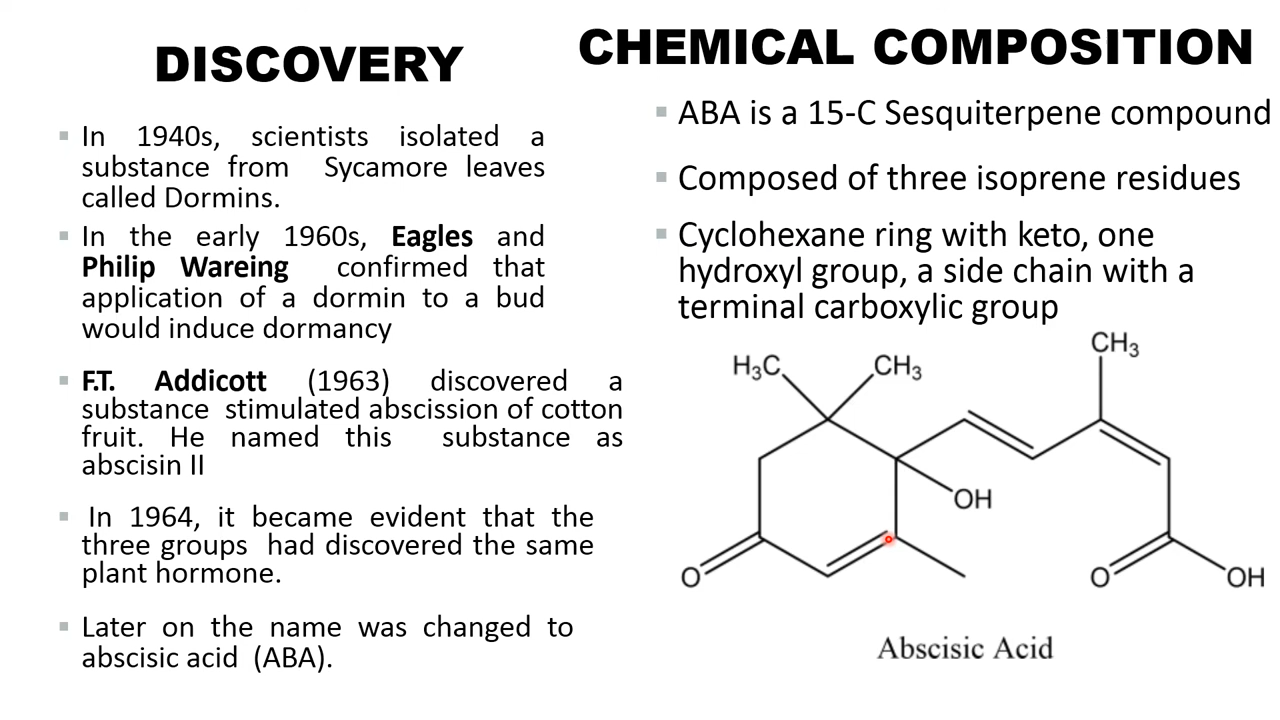 DISCOVERY
In 1940s, scientists isolated a
substance from Sycamore leaves
called Dormins.
In the early 1960s, Eagles and
Philip Wareing confirmed that
application of a dormin to a bud
would induce dormancy
F.T. Addicott (1963) discovered a
substance stimulated abscission of cotton
fruit. He named this substance as
abscisin II
In 1964, it became evident that the
three groups had discovered the same
plant hormone.
Later on the name was changed to
abscisic acid (ABA).
CHEMICAL COMPOSITION
ABA is a 15-C Sesquiterpene compound
Composed of three isoprene residues
Cyclohexane ring with keto, one
hydroxyl group, a side chain with a
terminal carboxylic group
CH₃
H₃C CH₃
OH
O O OH
Abscisic Acid